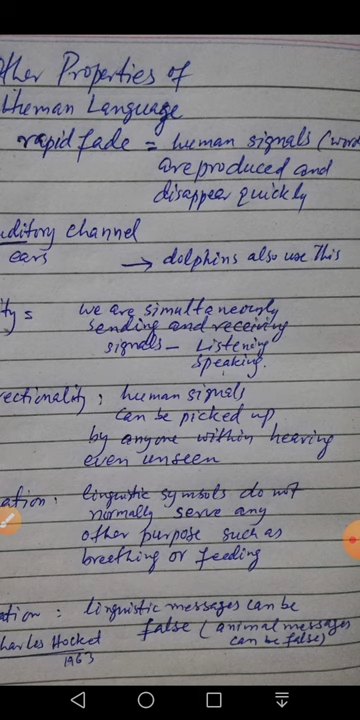 ther Properties of
Human Language
rapid fade = human signals (word
are produced and
disappear quickly
uditory channel
ears → dolphins also use This
ity = we are simultaneously
sending and receiving
signals - Listening
Speaking.
rectionality : human signals
can be picked up
by anyone within hearing
even unseen
ation : linguistic symbols do not
normally serve any
other purpose such as
breathing or feeding
ation : linguistic messages can be
false (animal messages
can be false)
harles Hocked
1963